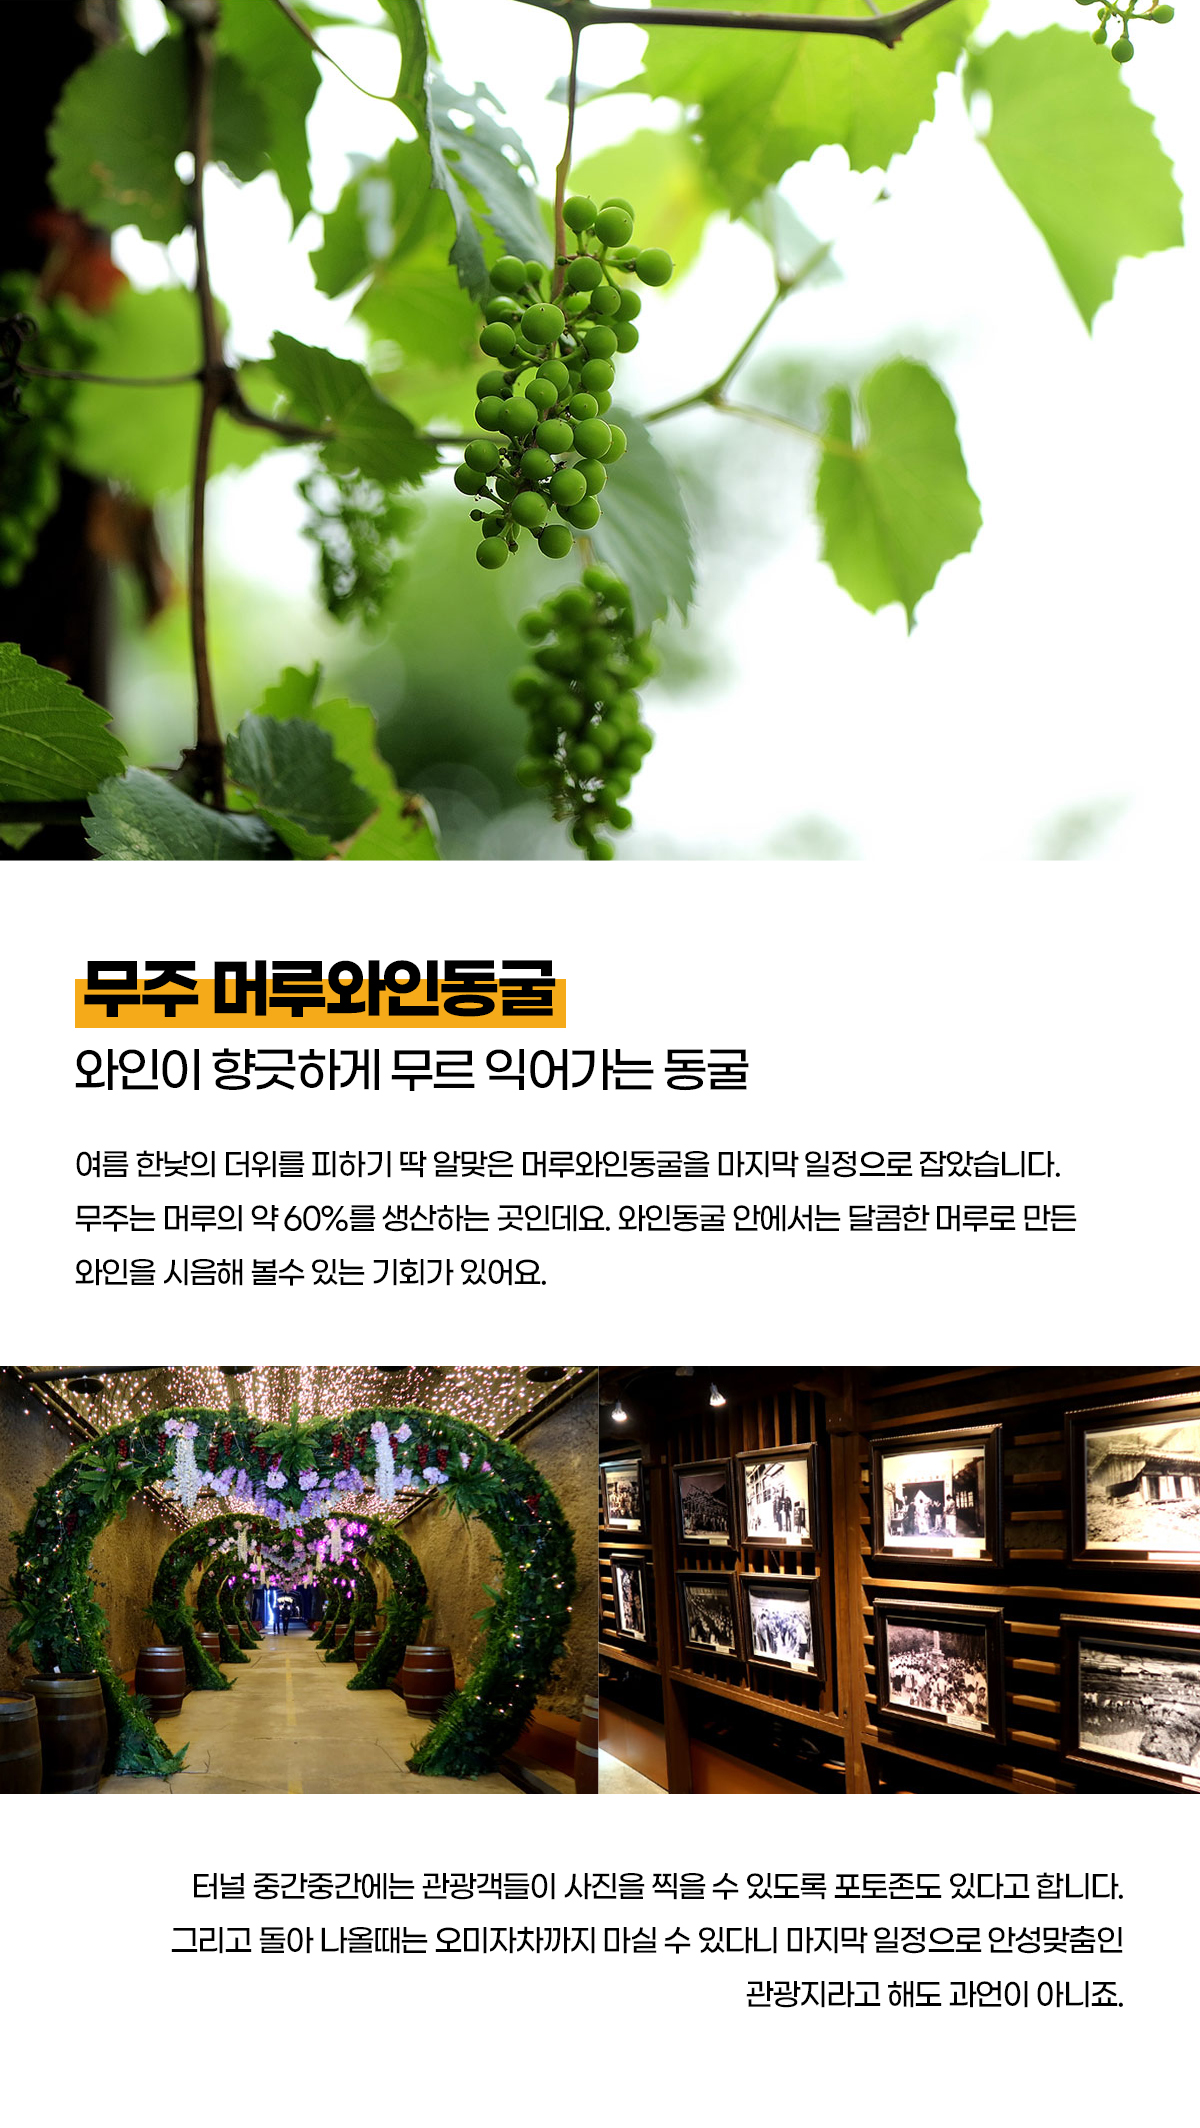 무주 머루와인동굴
와인이 향긋하게 무르 익어가는 동굴
여름 한낮의 더위를 피하기 딱 알맞은 머루와인동굴을 마지막 일정으로 잡았습니다.
무주는 머루의 약 60%를 생산하는 곳인데요. 와인동굴 안에서는 달콤한 머루로 만든
와인을 시음해 볼수 있는 기회가 있어요.
터널 중간중간에는 관광객들이 사진을 찍을 수 있도록 포토존도 있다고 합니다.
그리고 돌아 나올때는 오미자차까지 마실 수 있다니 마지막 일정으로 안성맞춤인
관광지라고 해도 과언이 아니죠.